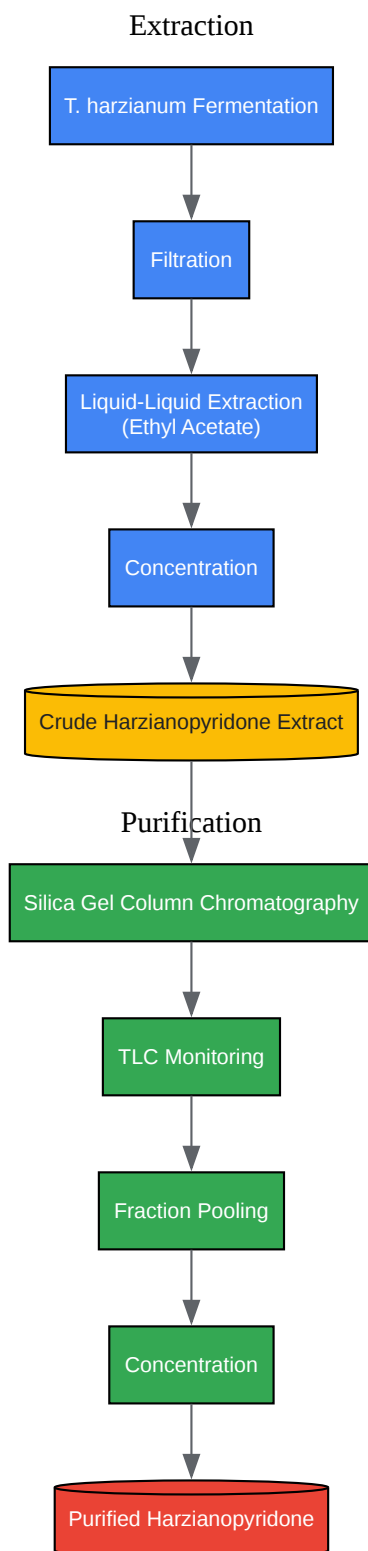 Extraction
T. harzianum Fermentation
Filtration
Liquid-Liquid Extraction
(Ethyl Acetate)
Concentration
Crude Harzianopyridone Extract
Purification
Silica Gel Column Chromatography
TLC Monitoring
Fraction Pooling
Concentration
Purified Harzianopyridone